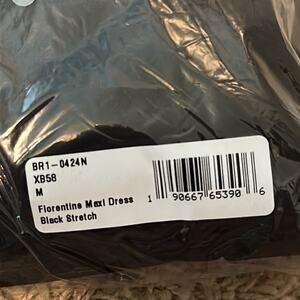 BR1-0424N
XB58
M
Florentine Maxi Dress
Black Stretch
1 90667 65390 6